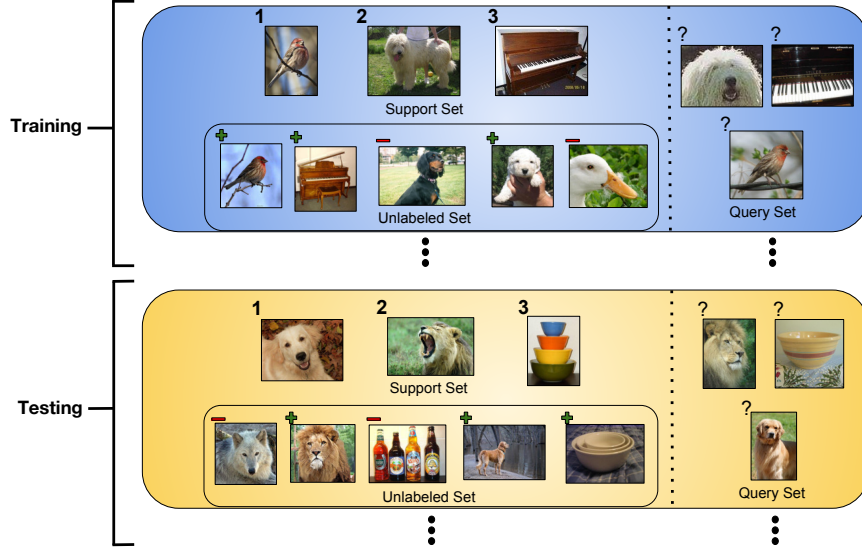 Training
1
2
3
Support Set
+
+
−
+
−
Unlabeled Set
?
?
?
Query Set
Testing
1
2
3
Support Set
−
+
−
+
+
Unlabeled Set
?
?
?
Query Set